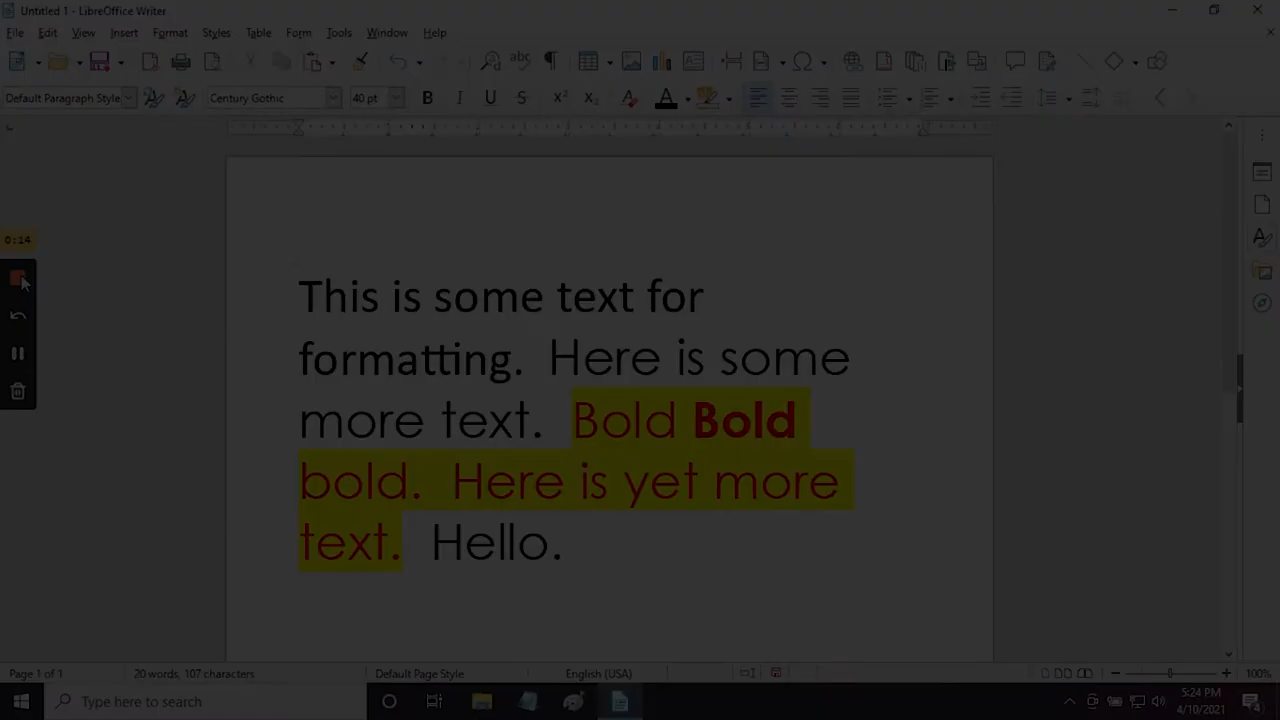 Untitled 1 - LibreOffice Writer
File Edit View Insert Format Styles Table Form Tools Window Help
Default Paragraph Style Century Gothic 40 pt
0:14
This is some text for
formatting.  Here is some
more text.  Bold Bold
bold.  Here is yet more
text.  Hello.
Page 1 of 1 20 words, 107 characters Default Page Style English (USA) 100%
Type here to search 5:24 PM
4/10/2021